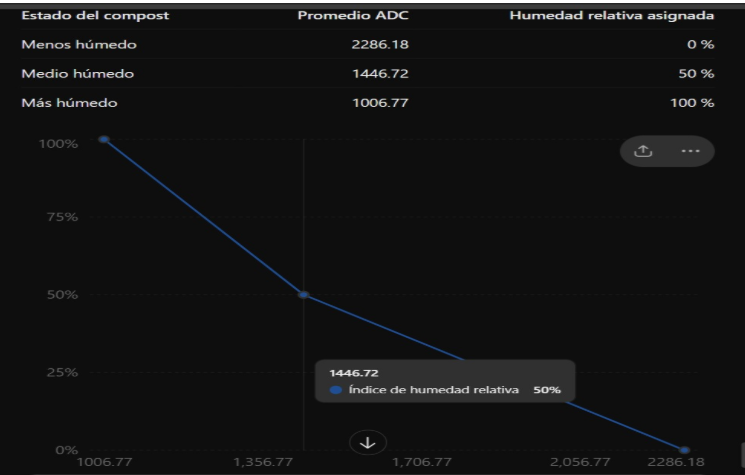 Estado del compost Promedio ADC Humedad relativa asignada
Menos húmedo 2286.18 0 %
Medio húmedo 1446.72 50 %
Más húmedo 1006.77 100 %
100%
75%
50%
25%
1446.72
Índice de humedad relativa 50%
0%
1006.77 1,356.77 1,706.77 2,056.77 2286.18